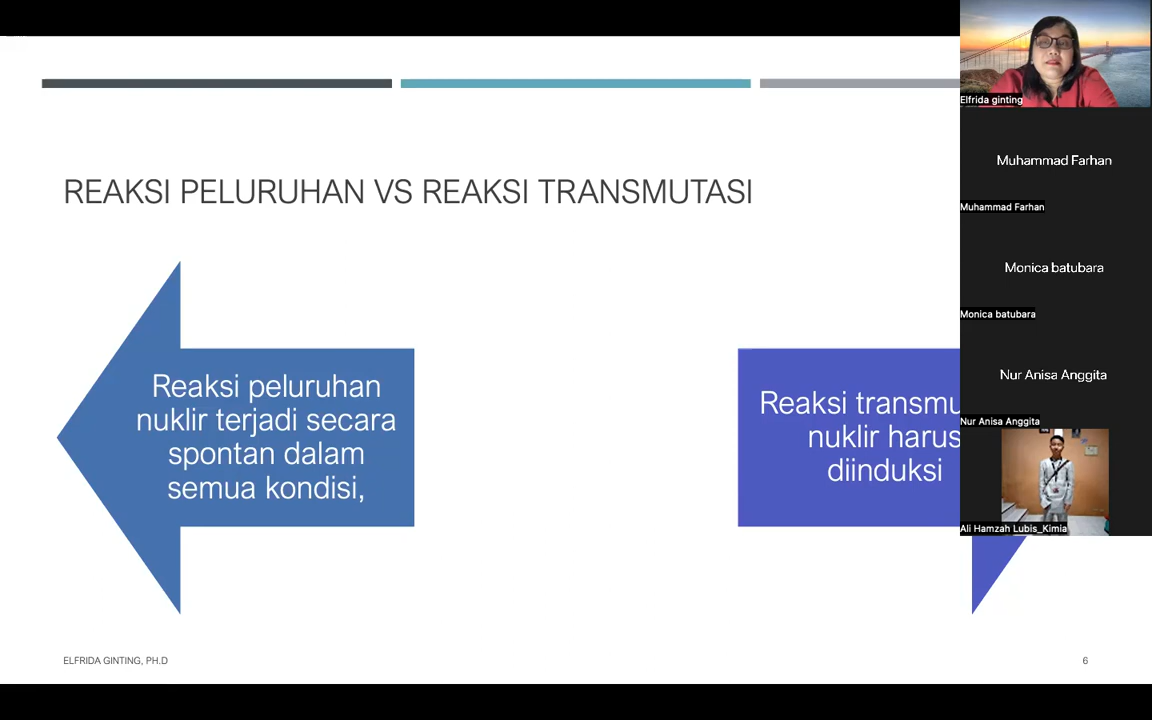 REAKSI PELURUHAN VS REAKSI TRANSMUTASI
Reaksi peluruhan
nuklir terjadi secara
spontan dalam
semua kondisi,
Reaksi transmu
nuklir harus
diinduksi
ELFRIDA GINTING, PH.D
6
Elfrida ginting
Muhammad Farhan
Muhammad Farhan
Monica batubara
Monica batubara
Nur Anisa Anggita
Nur Anisa Anggita
Ali Hamzah Lubis_Kimia